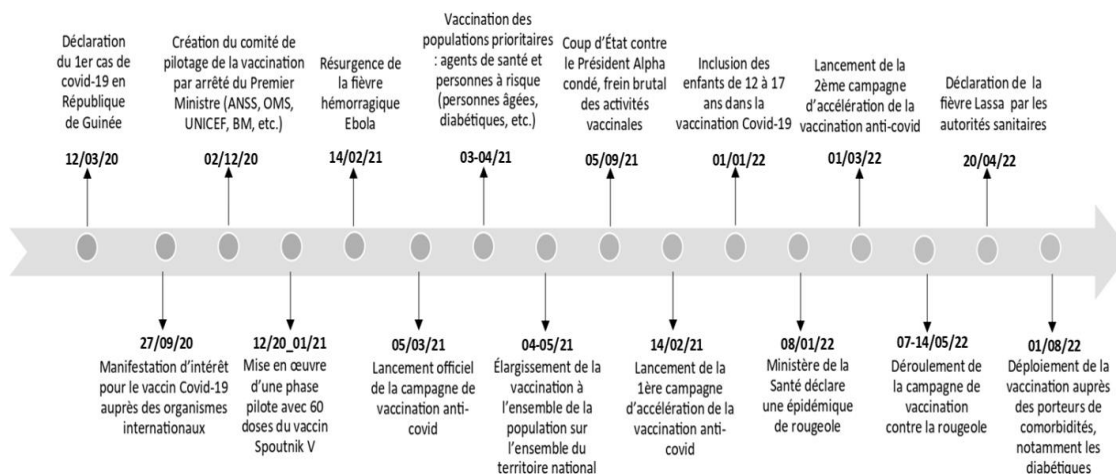 Déclaration
du 1er cas de
covid-19 en
République
de Guinée
12/03/20
Création du comité de
pilotage de la vaccination
par arrêté du Premier
Ministre (ANSS, OMS,
UNICEF, BM, etc.)
02/12/20
Résurgence de
la fièvre
hémorragique
Ebola
14/02/21
Vaccination des
populations prioritaires
: agents de santé et
personnes à risque
(personnes âgées,
diabétiques, etc.)
03-04/21
Coup d'État contre
le Président Alpha
condé, frein brutal
des activités
vaccinales
05/09/21
Inclusion des
enfants de 12 à 17
ans dans la
vaccination Covid-19
01/01/22
Lancement de la
2ème campagne
d'accélération de la
vaccination anti-covid
01/03/22
Déclaration de la
fièvre Lassa par les
autorités sanitaires
20/04/22
27/09/20
Manifestation d'intérêt
pour le vaccin Covid-19
auprès des organismes
internationaux
12/20_01/21
Mise en œuvre
d'une phase
pilote avec 60
doses du vaccin
Spoutnik V
05/03/21
Lancement officiel
de la campagne de
vaccination anti-
covid
04-05/21
Élargissement de la
vaccination à
l'ensemble de la
population sur
l'ensemble du
territoire national
14/02/21
Lancement de la
1ère campagne
d'accélération de la
vaccination anti-
covid
08/01/22
Ministère de la
Santé déclare
une épidémique
de rougeole
07-14/05/22
Déroulement de
la campagne de
vaccination
contre la rougeole
01/08/22
Déploiement de la
vaccination auprès
des porteurs de
comorbidités,
notamment les
diabétiques